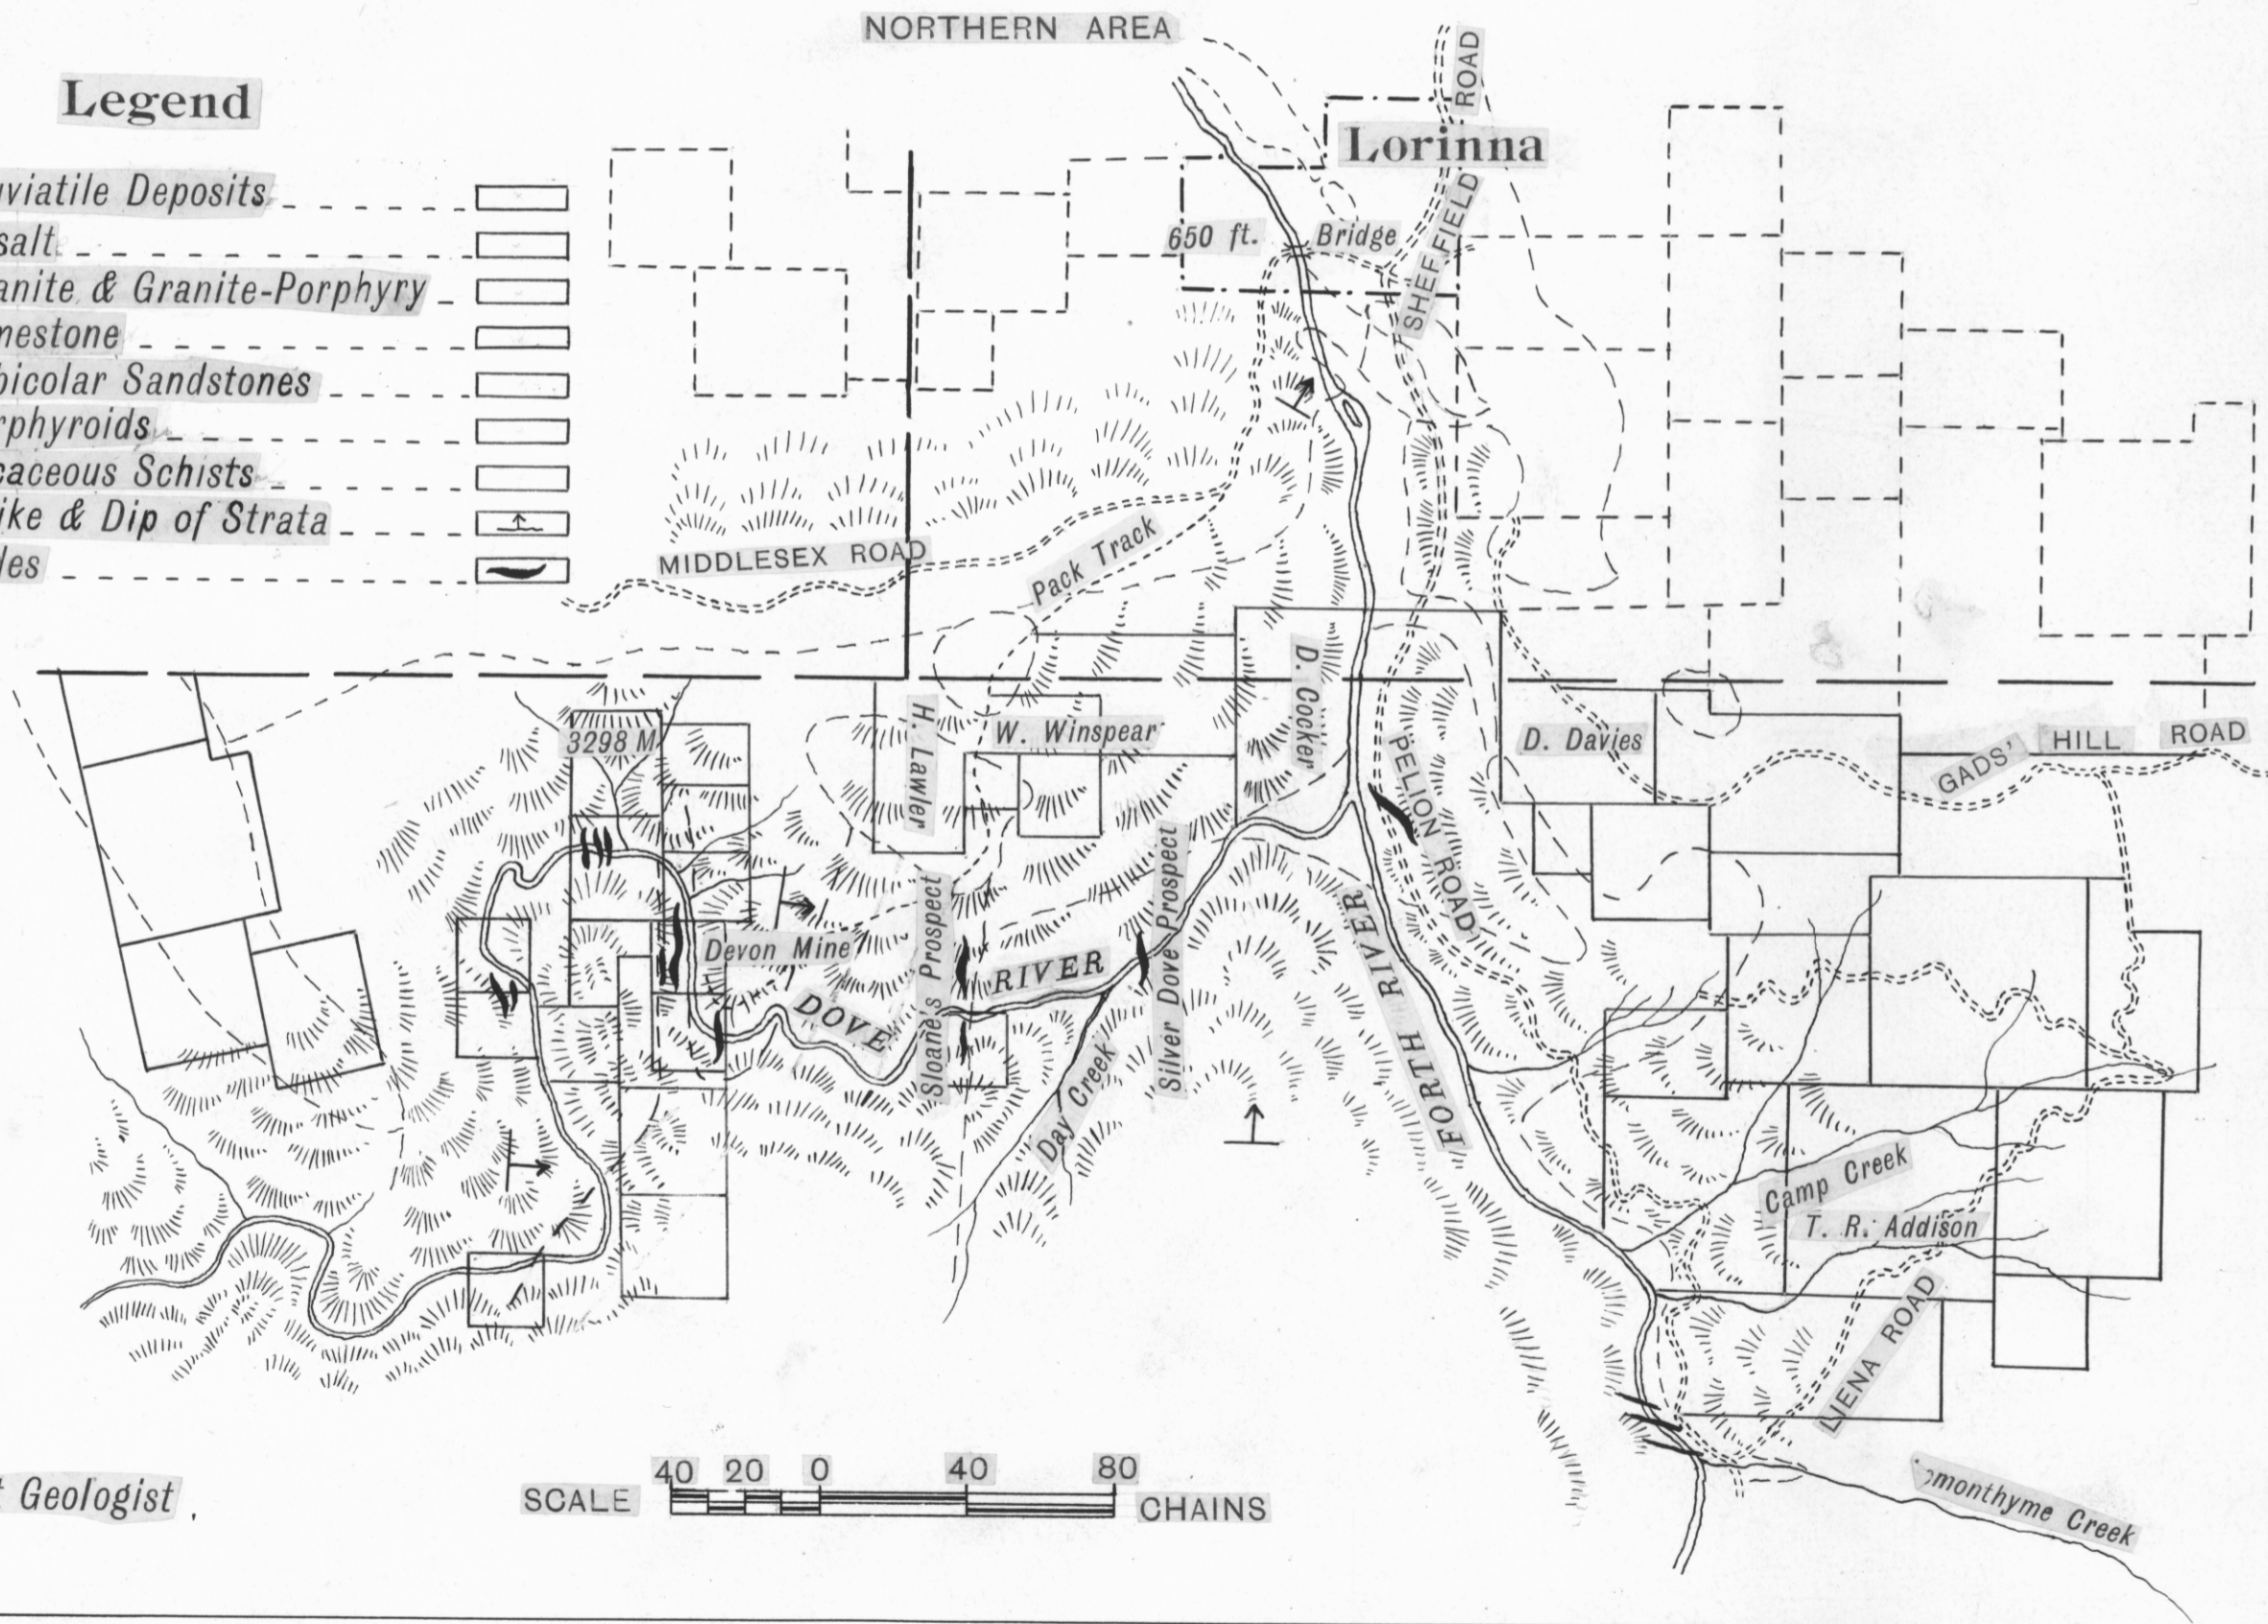 NORTHERN AREA
Legend
uviatile Deposits
salt
anite & Granite-Porphyry
mestone
bicolar Sandstones
rphyroids
caceous Schists
ike & Dip of Strata
des
ROAD
Lorinna
650 ft.
Bridge
SHEFFIELD
MIDDLESEX ROAD
Pack Track
3298 M
H. Lawler
W. Winspear
D. Cocker
D. Davies
PELION ROAD
GADS' HILL ROAD
Devon Mine
Sloane's Prospect
DOVE RIVER
Silver Dove Prospect
Day Creek
FORTH RIVER
Camp Creek
T. R. Addison
LIENA ROAD
omonthyme Creek
t Geologist
40 20 0 40 80
SCALE CHAINS